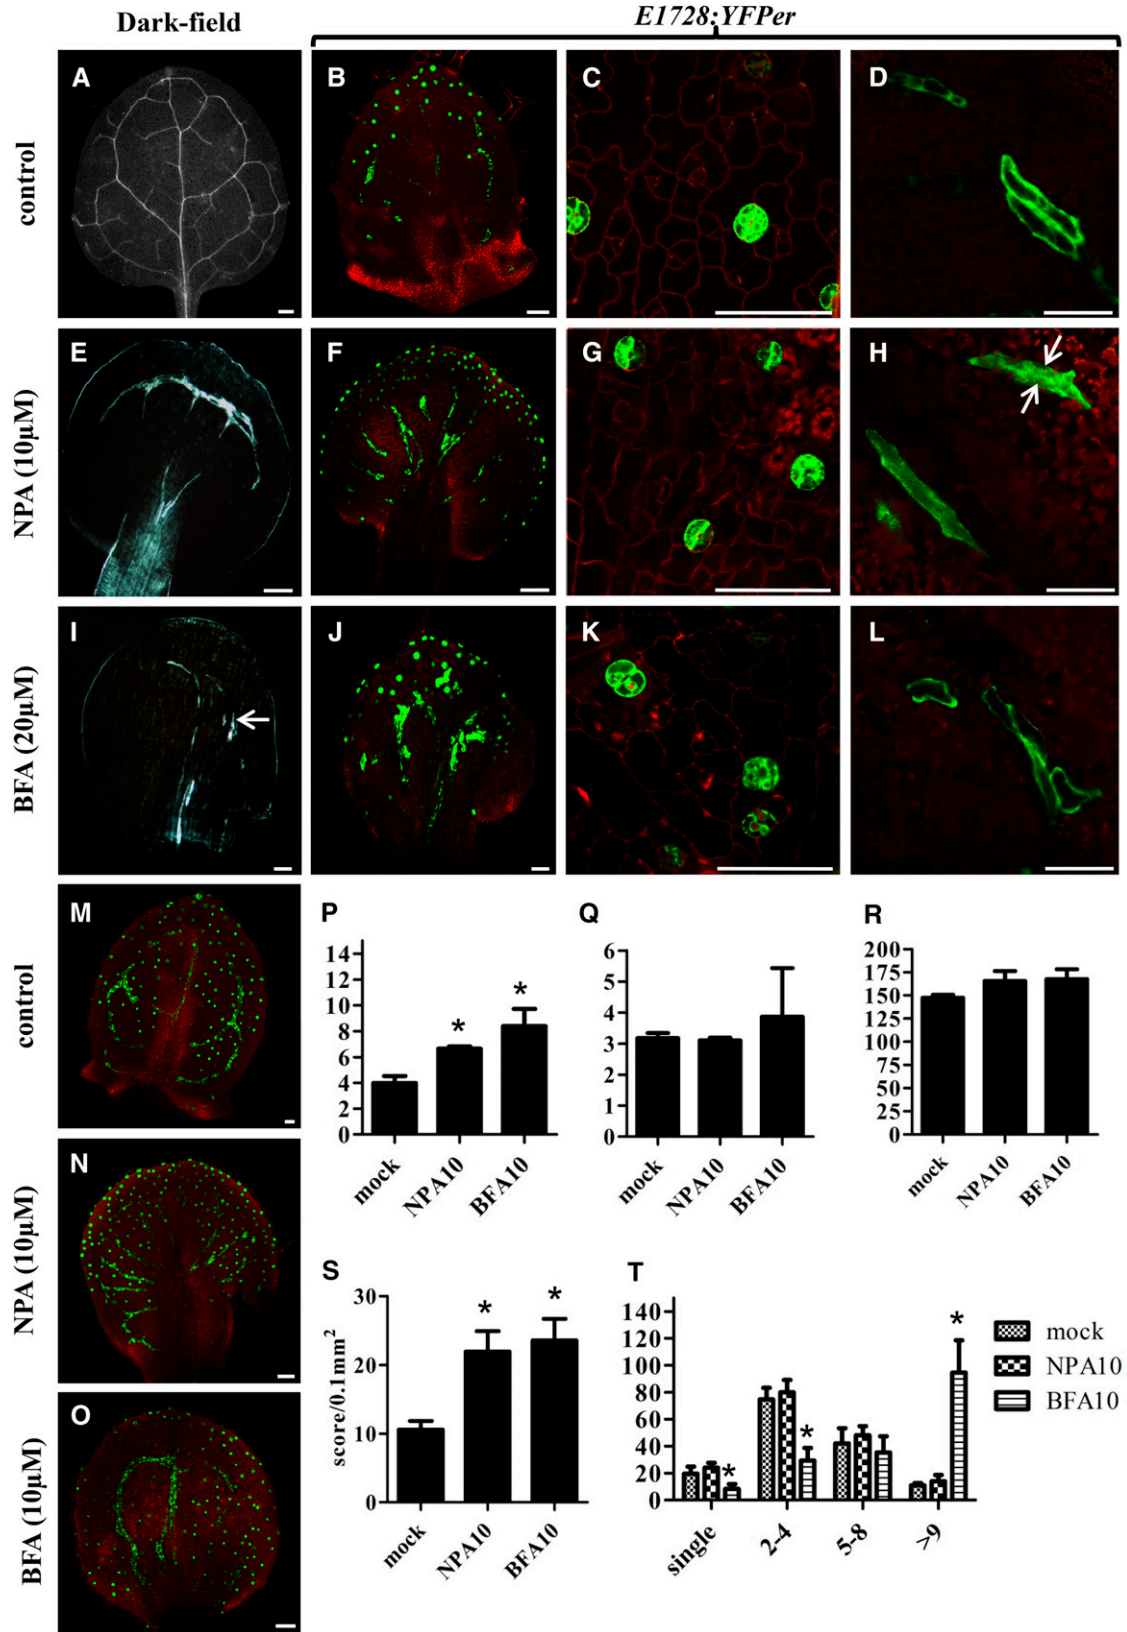 Dark-field
E1728:YFPer
control
A
B
C
D
NPA (10μM)
E
F
G
H
BFA (20μM)
I
J
K
L
control
M
P
14
12
10
8
6
4
2
0
mock
NPA10
BFA10
Q
6
5
4
3
2
1
0
mock
NPA10
BFA10
R
200
175
150
125
100
75
50
25
0
mock
NPA10
BFA10
NPA (10μM)
N
S
score/0.1mm²
30
20
10
0
*
*
mock
NPA10
BFA10
T
140
120
100
80
60
40
20
0
single
2-4
5-8
>9
mock
NPA10
BFA10
BFA (10μM)
O